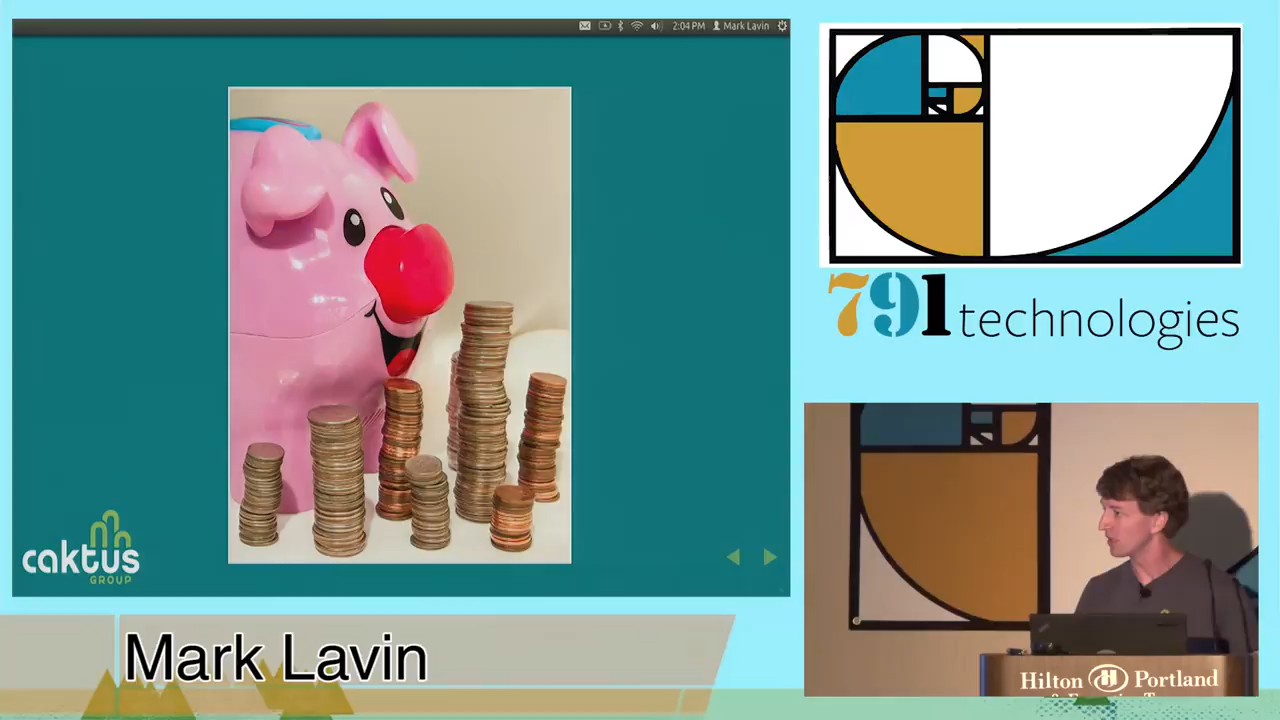 2:04 PM Mark Lavin
caktus
GROUP
791 technologies
Mark Lavin
Hilton Portland